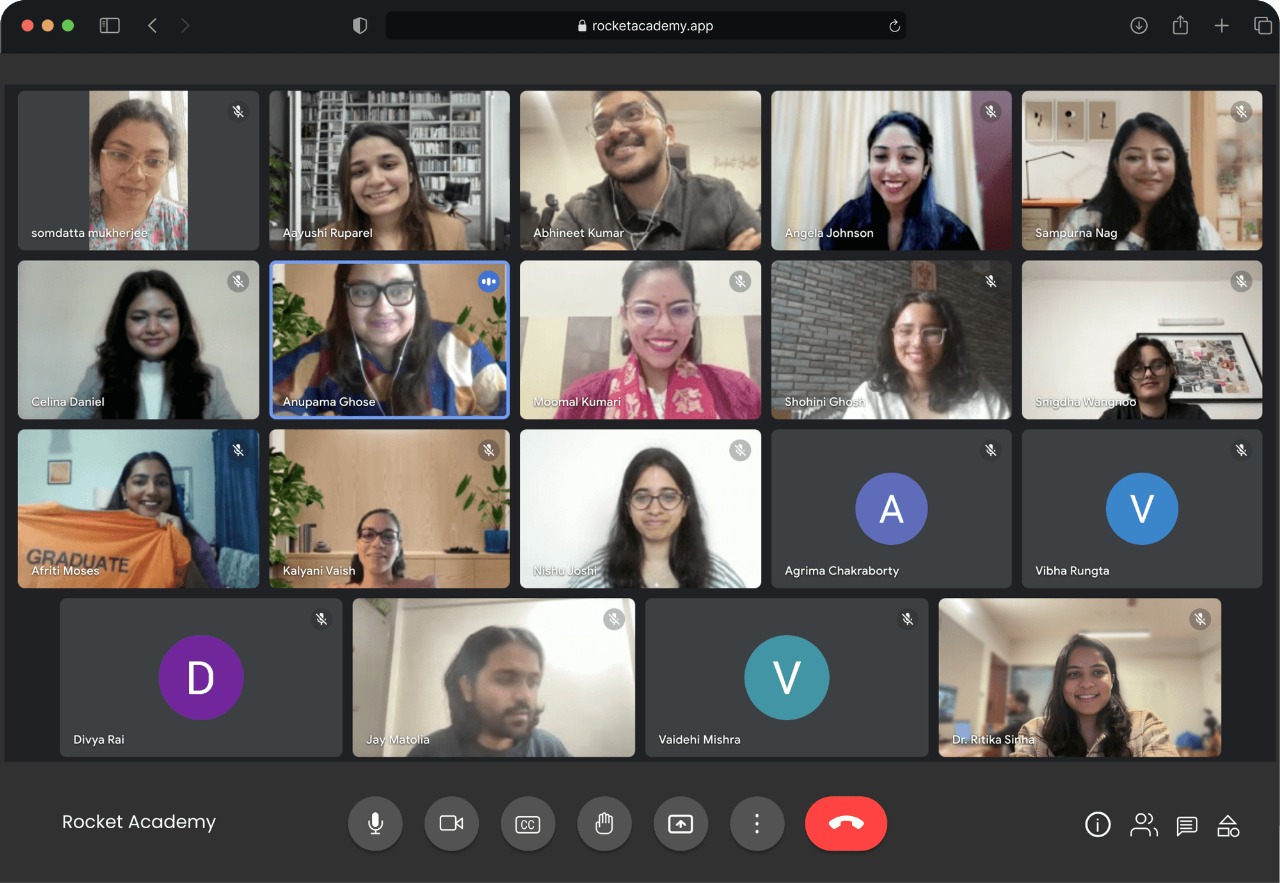 rocketacademy.app
somdatta mukherjee
Aayushi Ruparel
Abhineet Kumar
Rocket Health
Angela Johnson
Sampurna Nag
Celina Daniel
Anupama Ghose
Moomal Kumari
Shohini Ghosh
Snigdha Wangnoo
GRADUATE
Afriti Moses
Kalyani Vaish
Nishu Joshi
A
Agrima Chakraborty
V
Vibha Rungta
D
Divya Rai
Jay Matolia
V
Vaidehi Mishra
Dr. Ritika Sinha
Rocket Academy
CC